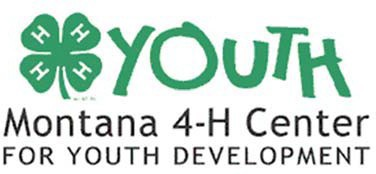 H H H H YOUTH
Montana 4-H Center
FOR YOUTH DEVELOPMENT